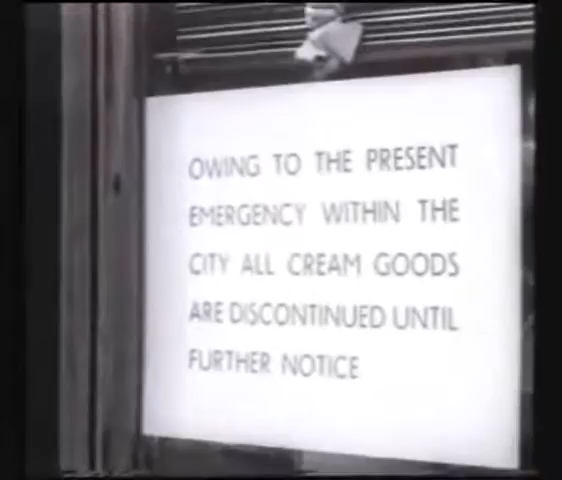 OWING TO THE PRESENT
EMERGENCY WITHIN THE
CITY ALL CREAM GOODS
ARE DISCONTINUED UNTIL
FURTHER NOTICE